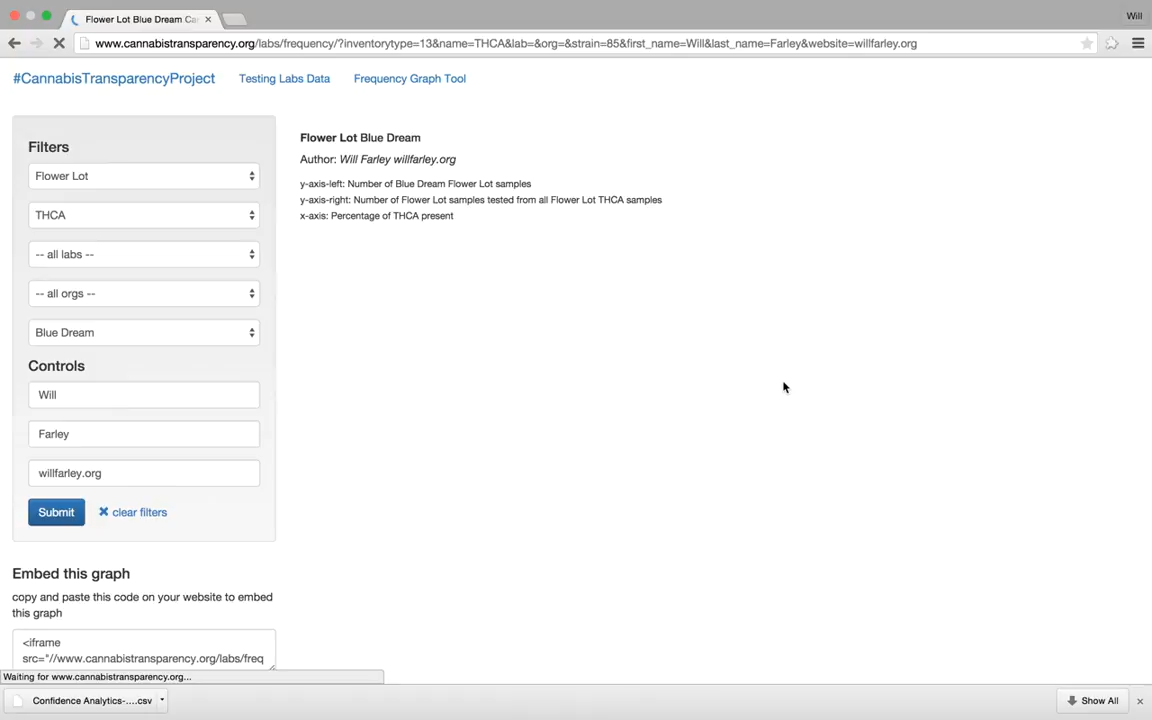 Flower Lot Blue Dream Ca
Will
www.cannabistransparency.org/labs/frequency/?inventorytype=13&name=THCA&lab=&org=&strain=85&first_name=Will&last_name=Farley&website=willfarley.org
#CannabisTransparencyProject Testing Labs Data Frequency Graph Tool
Filters
Flower Lot
THCA
-- all labs --
-- all orgs --
Blue Dream
Controls
Will
Farley
willfarley.org
Submit clear filters
Embed this graph
copy and paste this code on your website to embed
this graph
<iframe
src="//www.cannabistransparency.org/labs/freq
Flower Lot Blue Dream
Author: Will Farley willfarley.org
y-axis-left: Number of Blue Dream Flower Lot samples
y-axis-right: Number of Flower Lot samples tested from all Flower Lot THCA samples
x-axis: Percentage of THCA present
Waiting for www.cannabistransparency.org...
Confidence Analytics-....csv
Show All